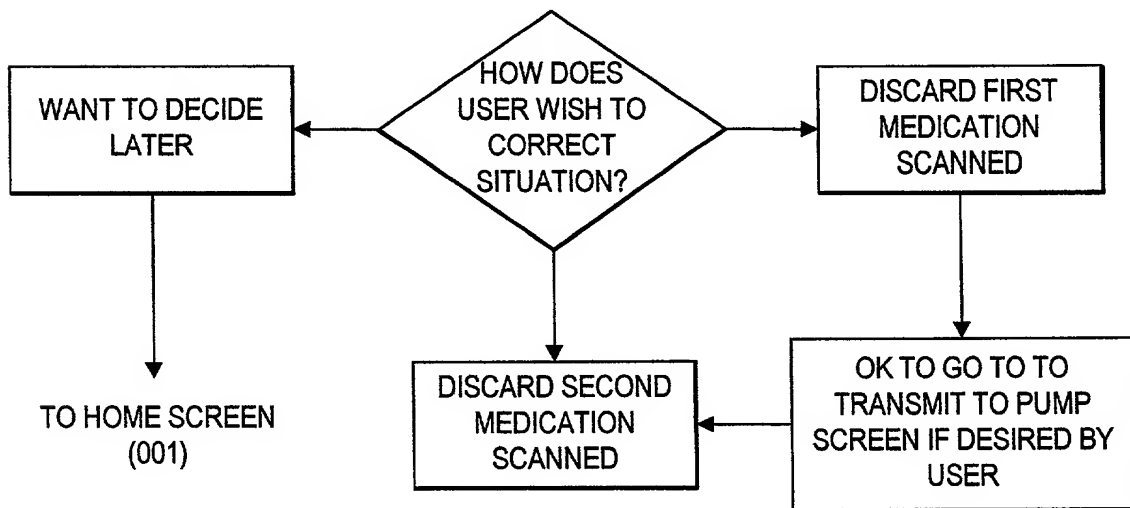 HOW DOES
USER WISH TO
CORRECT
SITUATION?
WANT TO DECIDE
LATER
DISCARD FIRST
MEDICATION
SCANNED
TO HOME SCREEN
(001)
DISCARD SECOND
MEDICATION
SCANNED
OK TO GO TO TO
TRANSMIT TO PUMP
SCREEN IF DESIRED BY
USER